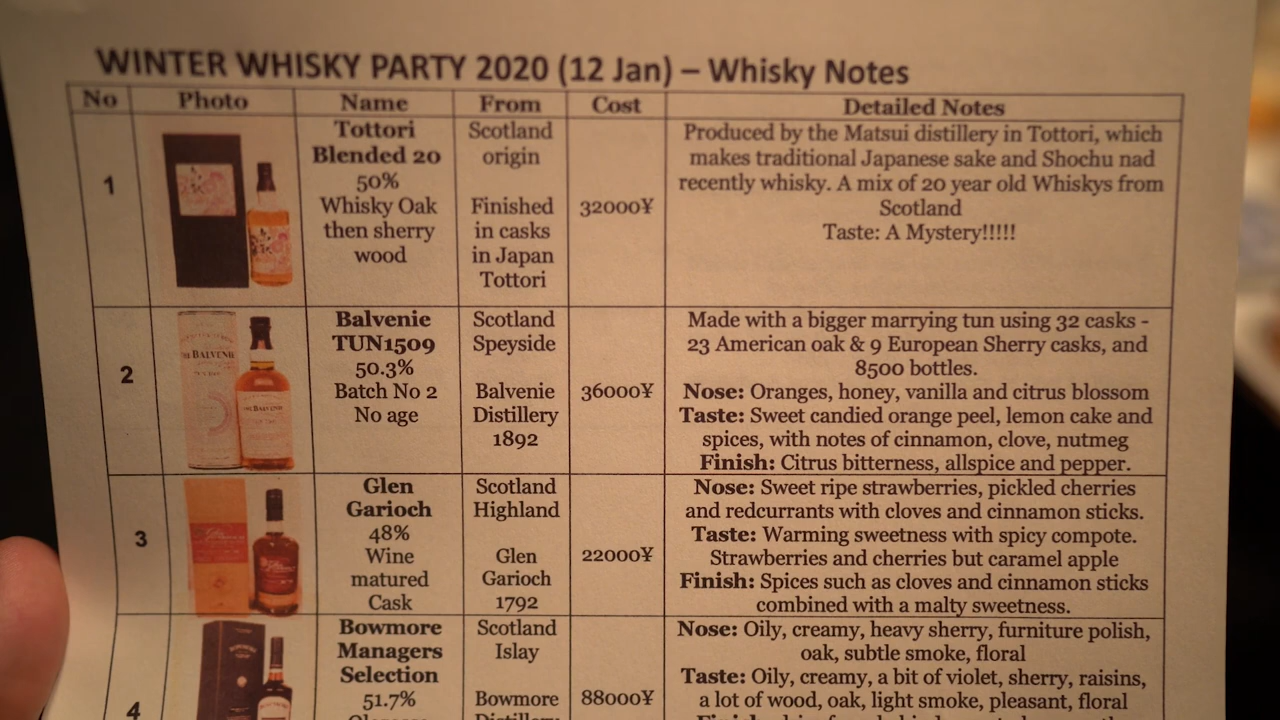 WINTER WHISKY PARTY 2020 (12 Jan) – Whisky Notes
No Photo Name From Cost Detailed Notes
1
Tottori
Blended 20
50%
Whisky Oak
then sherry
wood
Scotland
origin
Finished
in casks
in Japan
Tottori
32000¥
Produced by the Matsui distillery in Tottori, which
makes traditional Japanese sake and Shochu nad
recently whisky. A mix of 20 year old Whiskys from
Scotland
Taste: A Mystery!!!!!
2
Balvenie
TUN1509
50.3%
Batch No 2
No age
Scotland
Speyside
Balvenie
Distillery
1892
36000¥
Made with a bigger marrying tun using 32 casks -
23 American oak & 9 European Sherry casks, and
8500 bottles.
Nose: Oranges, honey, vanilla and citrus blossom
Taste: Sweet candied orange peel, lemon cake and
spices, with notes of cinnamon, clove, nutmeg
Finish: Citrus bitterness, allspice and pepper.
3
Glen
Garioch
48%
Wine
matured
Cask
Scotland
Highland
Glen
Garioch
1792
22000¥
Nose: Sweet ripe strawberries, pickled cherries
and redcurrants with cloves and cinnamon sticks.
Taste: Warming sweetness with spicy compote.
Strawberries and cherries but caramel apple
Finish: Spices such as cloves and cinnamon sticks
combined with a malty sweetness.
4
Bowmore
Managers
Selection
51.7%
Scotland
Islay
Bowmore
88000¥
Nose: Oily, creamy, heavy sherry, furniture polish,
oak, subtle smoke, floral
Taste: Oily, creamy, a bit of violet, sherry, raisins,
a lot of wood, oak, light smoke, pleasant, floral